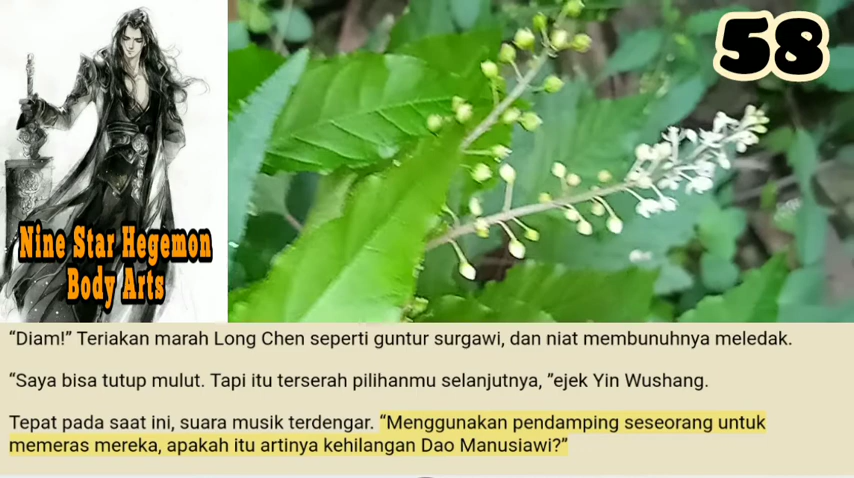 58
Nine Star Hegemon
Body Arts
“Diam!” Teriakan marah Long Chen seperti guntur surgawi, dan niat membunuhnya meledak.
“Saya bisa tutup mulut. Tapi itu terserah pilihanmu selanjutnya, ”ejek Yin Wushang.
Tepat pada saat ini, suara musik terdengar. “Menggunakan pendamping seseorang untuk
memeras mereka, apakah itu artinya kehilangan Dao Manusiawi?”